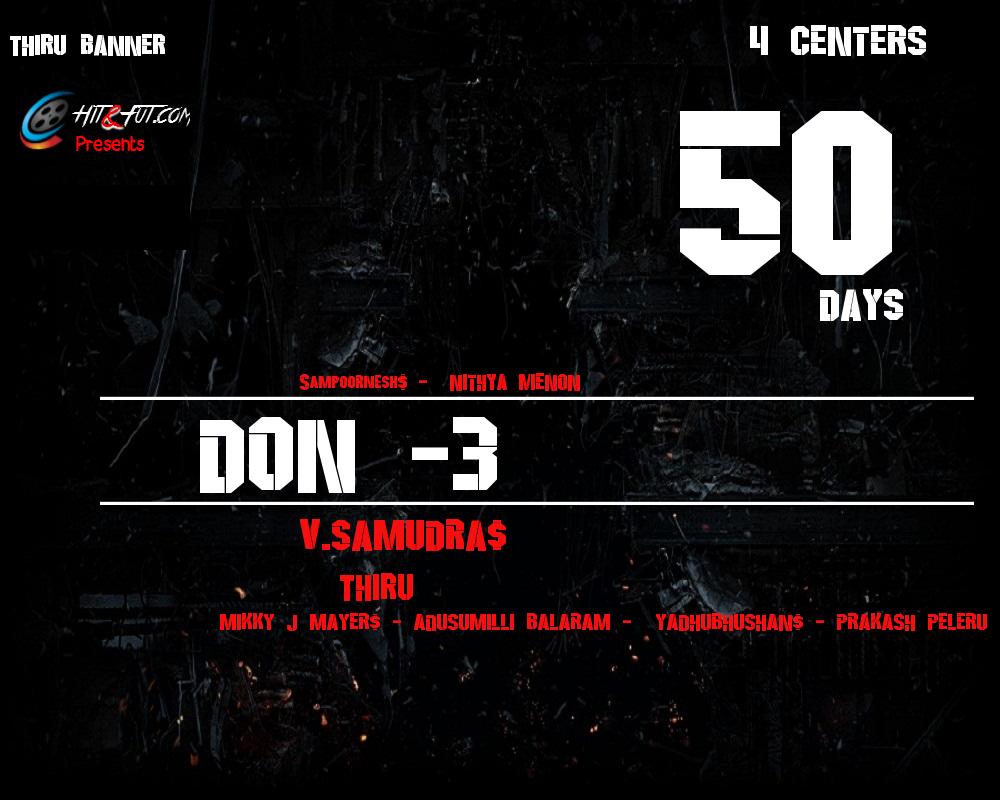 THIRU BANNER
4 CENTERS
HIT&FUT.COM
Presents
50
DAYS
SAMPOORNESH$ - NITHYA MENON
DON -3
V.SAMUDRA$
THIRU
MIKKY J MAYER$ - ADUSUMILLI BALARAM - YADHUBHUSHAN$ - PRAKASH PELERU